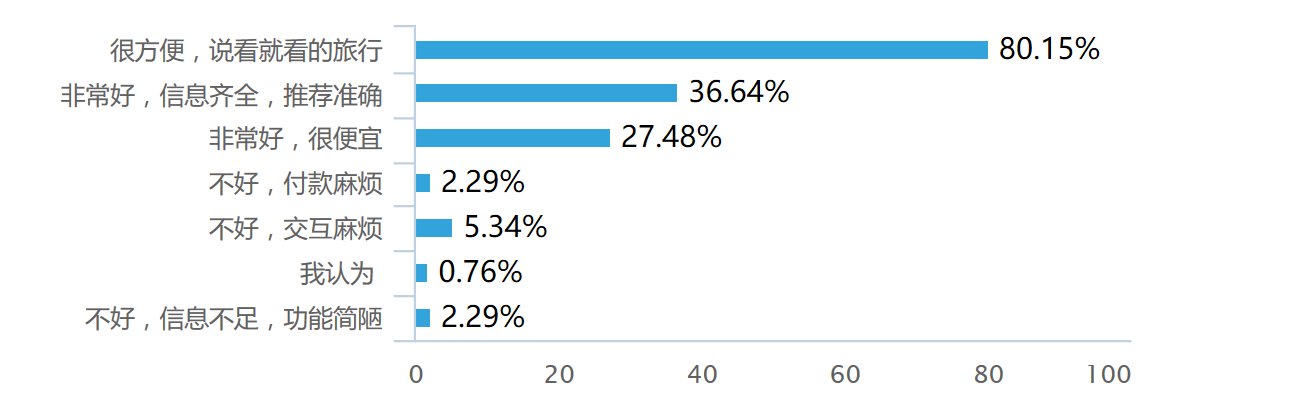 很方便，说看就看的旅行 80.15%
非常好，信息齐全，推荐准确 36.64%
非常好，很便宜 27.48%
不好，付款麻烦 2.29%
不好，交互麻烦 5.34%
我认为 0.76%
不好，信息不足，功能简陋 2.29%
0 20 40 60 80 100